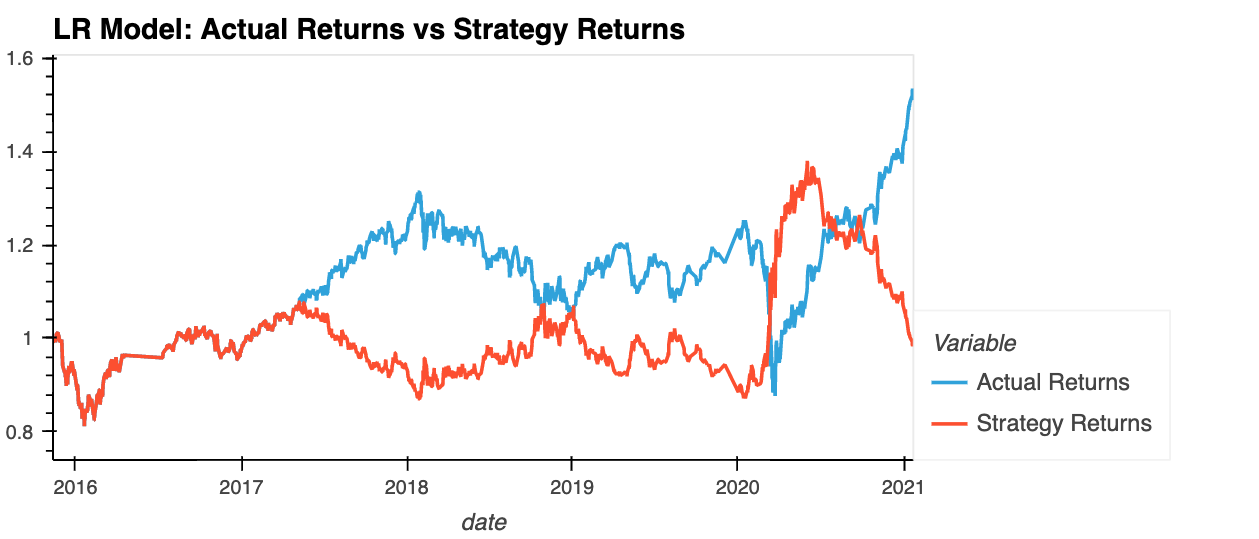 LR Model: Actual Returns vs Strategy Returns
1.6
1.4
1.2
1
0.8
2016 2017 2018 2019 2020 2021
date
Variable
Actual Returns
Strategy Returns